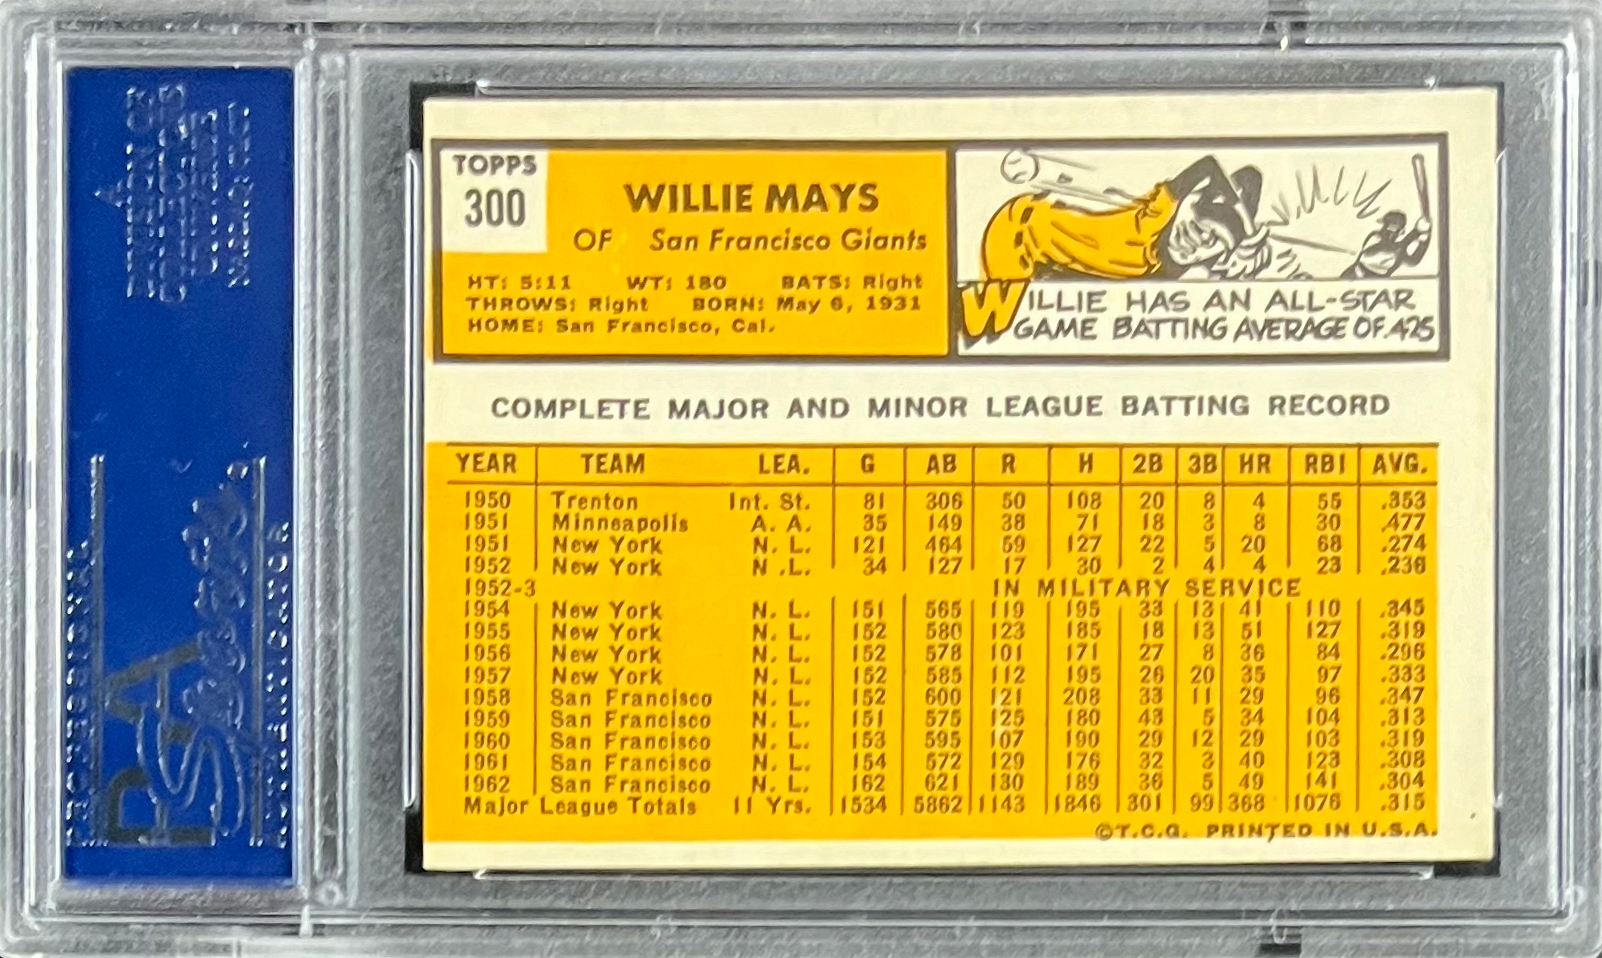 TOPPS
300
WILLIE MAYS
OF San Francisco Giants
HT: 5:11 WT: 180 BATS: Right
THROWS: Right BORN: May 6, 1931
HOME: San Francisco, Cal.
WILLIE HAS AN ALL-STAR
GAME BATTING AVERAGE OF .425
COMPLETE MAJOR AND MINOR LEAGUE BATTING RECORD
YEAR TEAM LEA. G AB R H 2B 3B HR RBI AVG.
1950 Trenton Int. St. 81 306 50 108 20 8 4 55 .353
1951 Minneapolis A. A. 35 149 38 71 18 3 8 30 .477
1951 New York N. L. 121 464 59 127 22 5 20 68 .274
1952 New York N .L. 34 127 17 30 2 4 4 23 .236
1952-3 IN MILITARY SERVICE
1954 New York N. L. 151 565 119 195 33 13 41 110 .345
1955 New York N. L. 152 580 123 185 18 13 51 127 .319
1956 New York N. L. 152 578 101 171 27 8 36 84 .296
1957 New York N. L. 152 585 112 195 26 20 35 97 .333
1958 San Francisco N. L. 152 600 121 208 33 11 29 96 .347
1959 San Francisco N. L. 151 575 125 180 43 5 34 104 .313
1960 San Francisco N. L. 153 595 107 190 29 12 29 103 .319
1961 San Francisco N. L. 154 572 129 176 32 3 40 123 .308
1962 San Francisco N. L. 162 621 130 189 36 5 49 141 .304
Major League Totals 11 Yrs. 1534 5862 1143 1846 301 99 368 1076 .315
©T.C.G. PRINTED IN U.S.A.
PSA